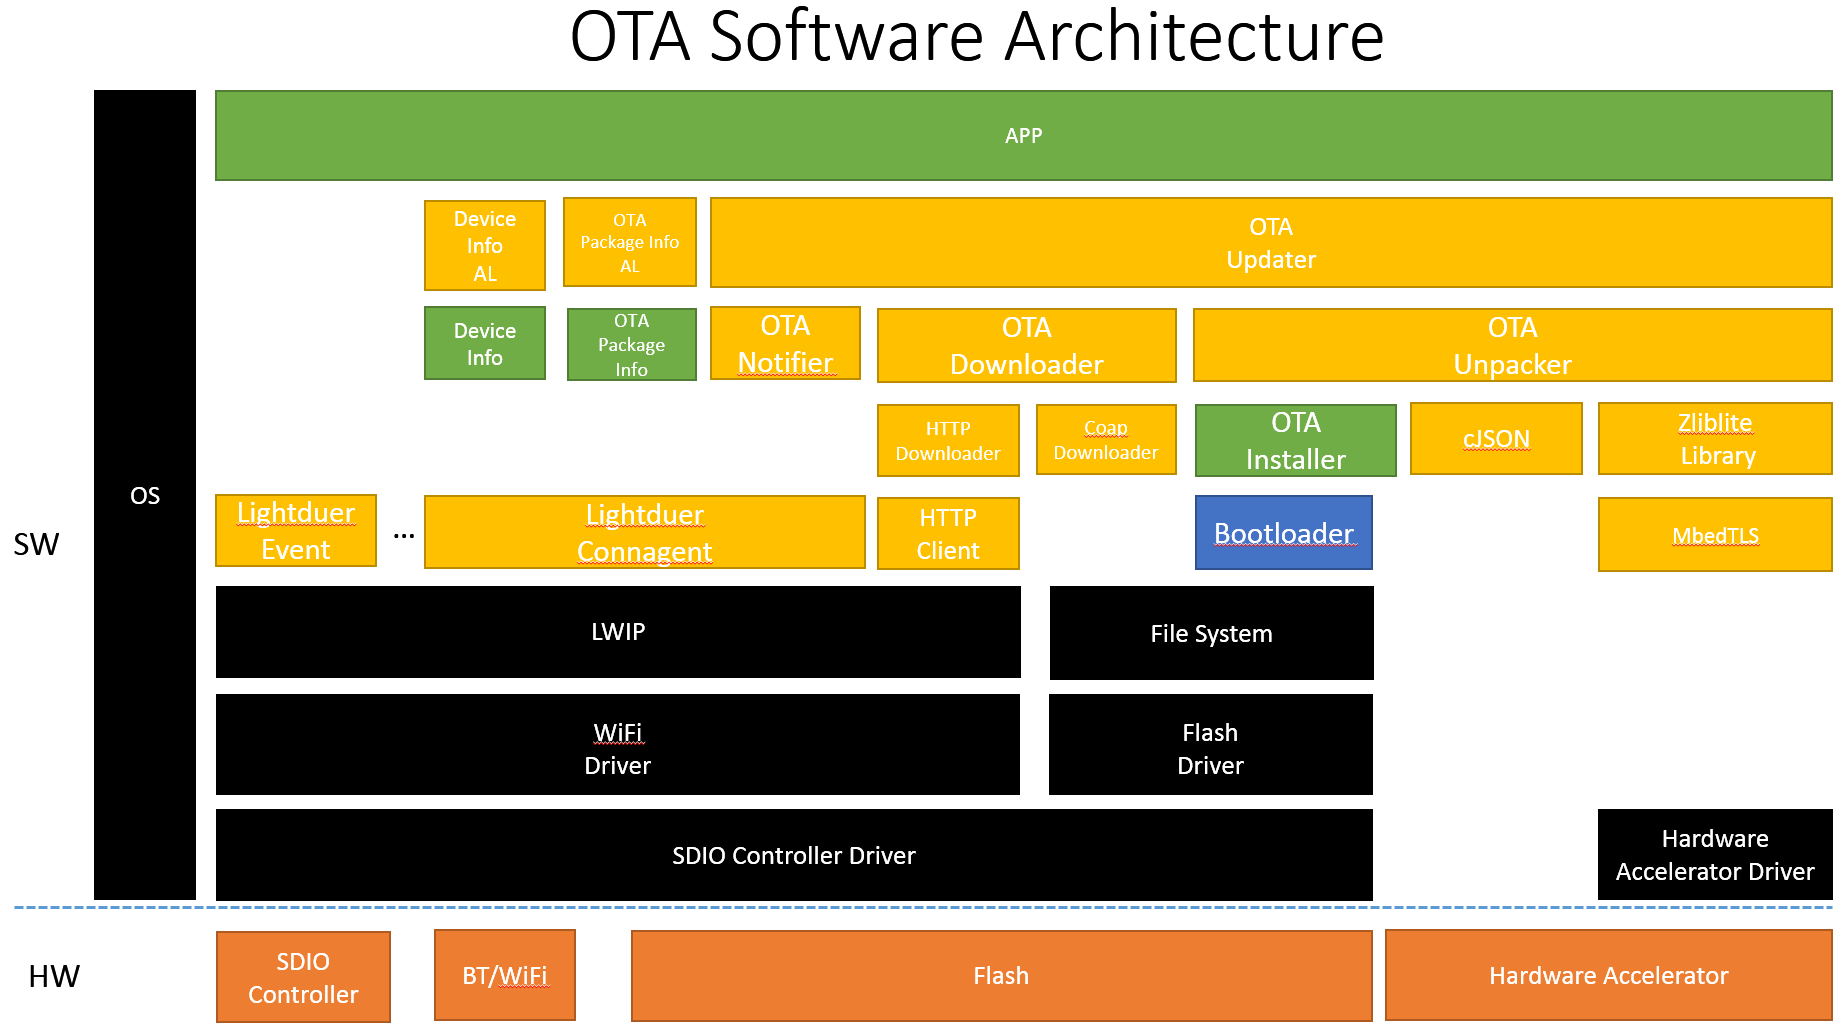 OTA Software Architecture
APP
Device
Info
AL
OTA
Package Info
AL
OTA
Updater
Device
Info
OTA
Package
Info
OTA
Notifier
OTA
Downloader
OTA
Unpacker
HTTP
Downloader
Coap
Downloader
OTA
Installer
cJSON
Zliblite
Library
OS
SW
Lightduer
Event
...
Lightduer
Connagent
HTTP
Client
Bootloader
MbedTLS
LWIP
File System
WiFi
Driver
Flash
Driver
SDIO Controller Driver
Hardware
Accelerator Driver
HW
SDIO
Controller
BT/WiFi
Flash
Hardware Accelerator